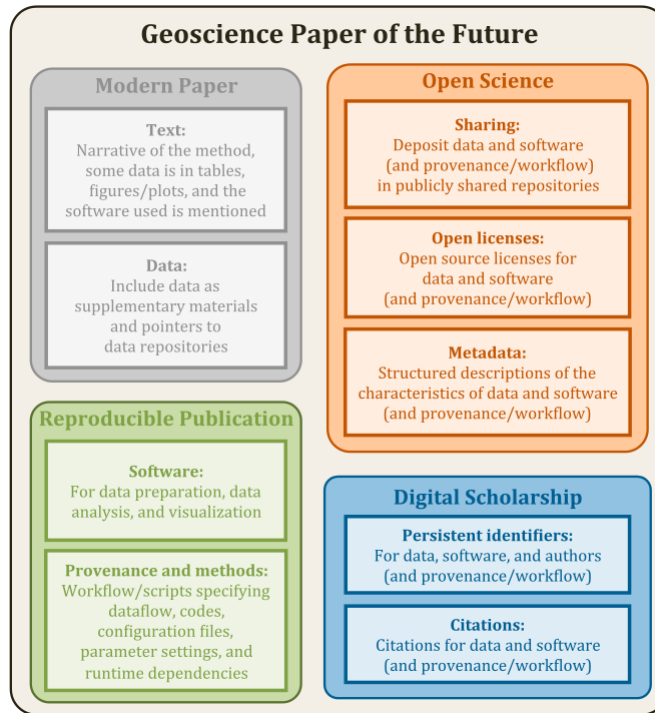 Geoscience Paper of the Future
Modern Paper
Text:
Narrative of the method,
some data is in tables,
figures/plots, and the
software used is mentioned
Data:
Include data as
supplementary materials
and pointers to
data repositories
Reproducible Publication
Software:
For data preparation, data
analysis, and visualization
Provenance and methods:
Workflow/scripts specifying
dataflow, codes,
configuration files,
parameter settings, and
runtime dependencies
Open Science
Sharing:
Deposit data and software
(and provenance/workflow)
in publicly shared repositories
Open licenses:
Open source licenses for
data and software
(and provenance/workflow)
Metadata:
Structured descriptions of the
characteristics of data and software
(and provenance/workflow)
Digital Scholarship
Persistent identifiers:
For data, software, and authors
(and provenance/workflow)
Citations:
Citations for data and software
(and provenance/workflow)